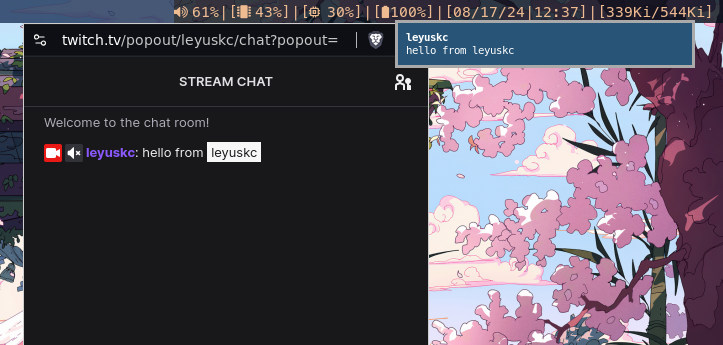 61%|[ 43%]|[ 30%]|[ 100%]|[08/17/24|12:37]|[339Ki/544Ki]
twitch.tv/popout/leyuskc/chat?popout=
leyuskc
hello from leyuskc
STREAM CHAT
Welcome to the chat room!
leyuskc: hello from leyuskc